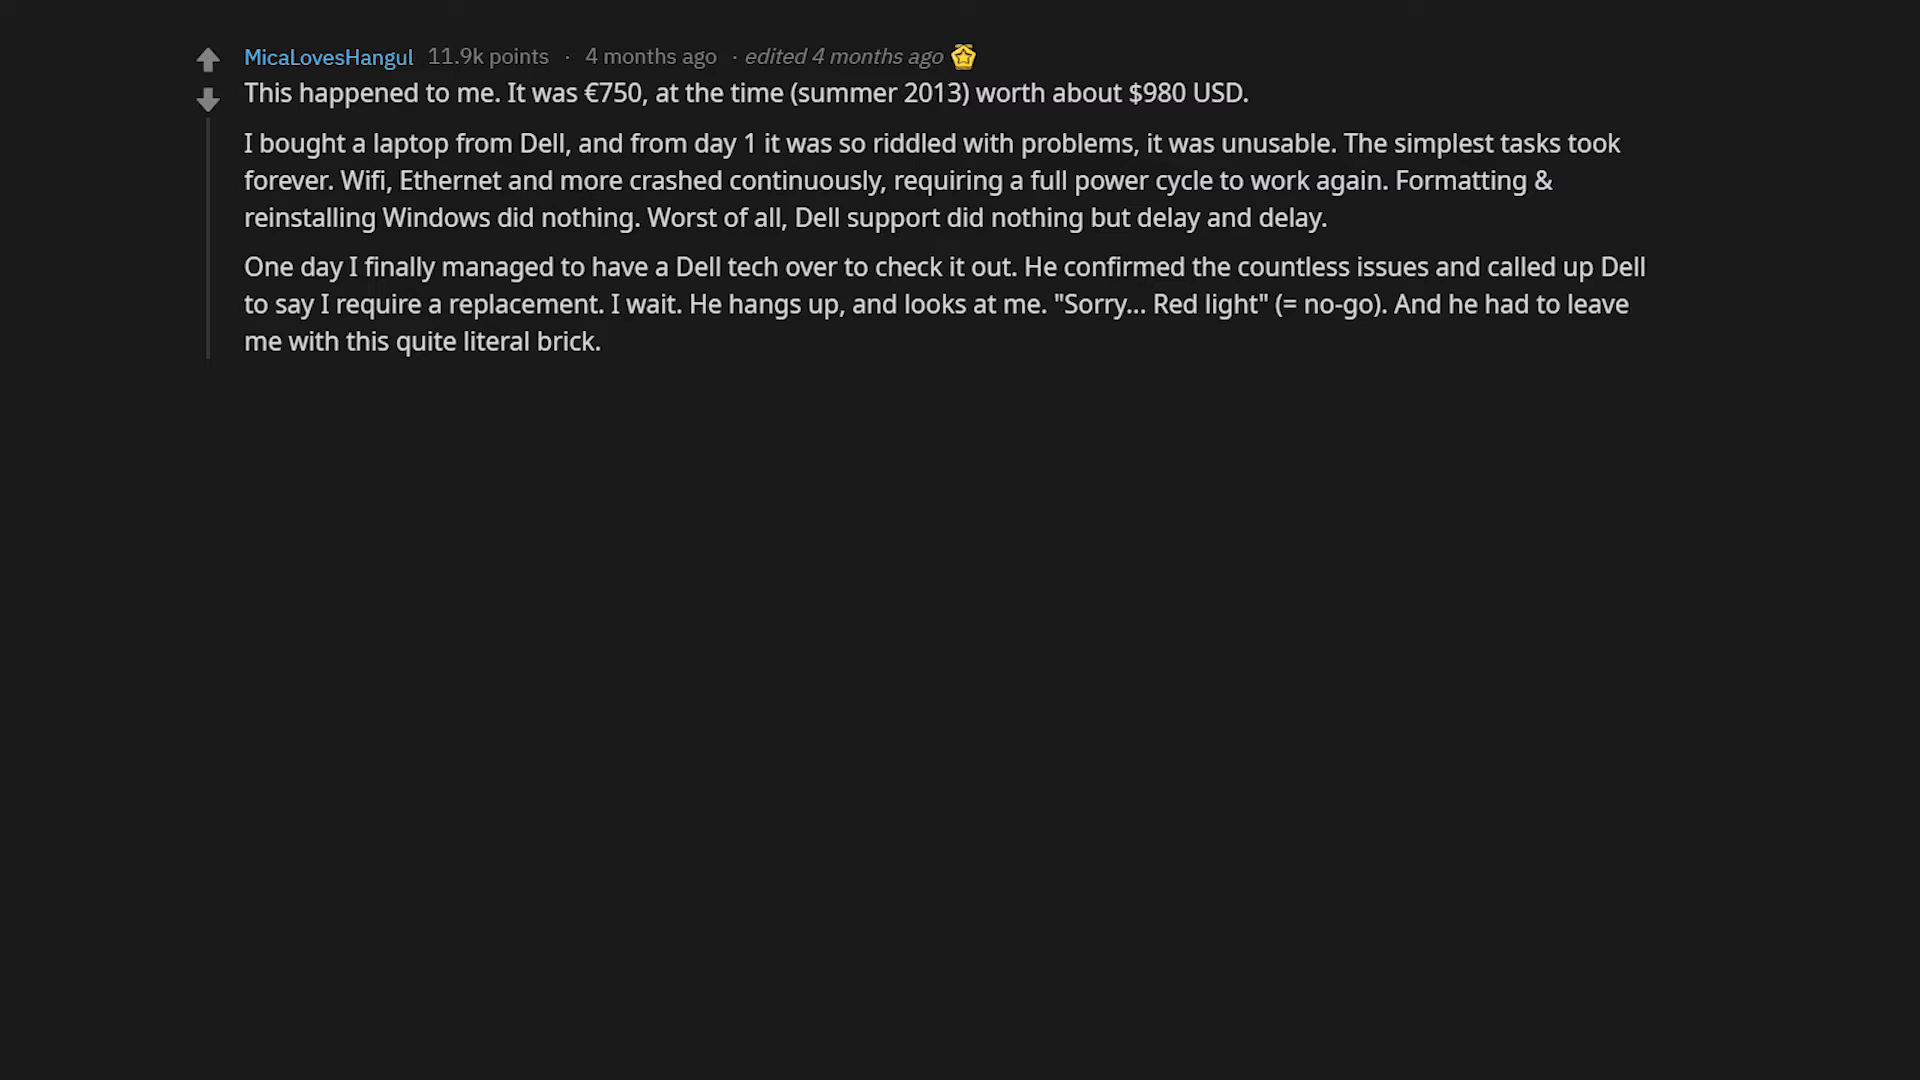 MicaLovesHangul 11.9k points · 4 months ago · edited 4 months ago
This happened to me. It was €750, at the time (summer 2013) worth about $980 USD.
I bought a laptop from Dell, and from day 1 it was so riddled with problems, it was unusable. The simplest tasks took
forever. Wifi, Ethernet and more crashed continuously, requiring a full power cycle to work again. Formatting &
reinstalling Windows did nothing. Worst of all, Dell support did nothing but delay and delay.
One day I finally managed to have a Dell tech over to check it out. He confirmed the countless issues and called up Dell
to say I require a replacement. I wait. He hangs up, and looks at me. "Sorry... Red light" (= no-go). And he had to leave
me with this quite literal brick.